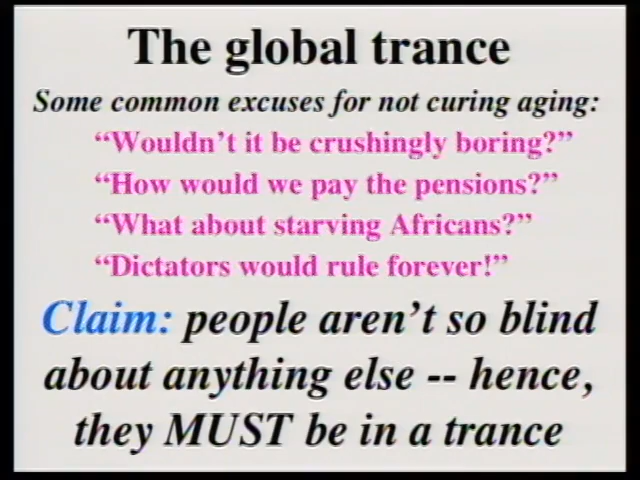 The global trance
Some common excuses for not curing aging:
“Wouldn’t it be crushingly boring?”
“How would we pay the pensions?”
“What about starving Africans?”
“Dictators would rule forever!”
Claim: people aren’t so blind
about anything else -- hence,
they MUST be in a trance